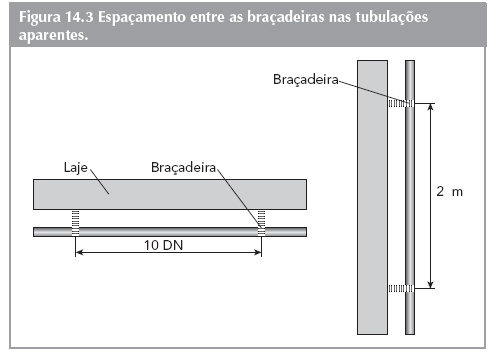 Figura 14.3 Espaçamento entre as braçadeiras nas tubulações
aparentes.
Braçadeira
Laje
Braçadeira
2 m
10 DN